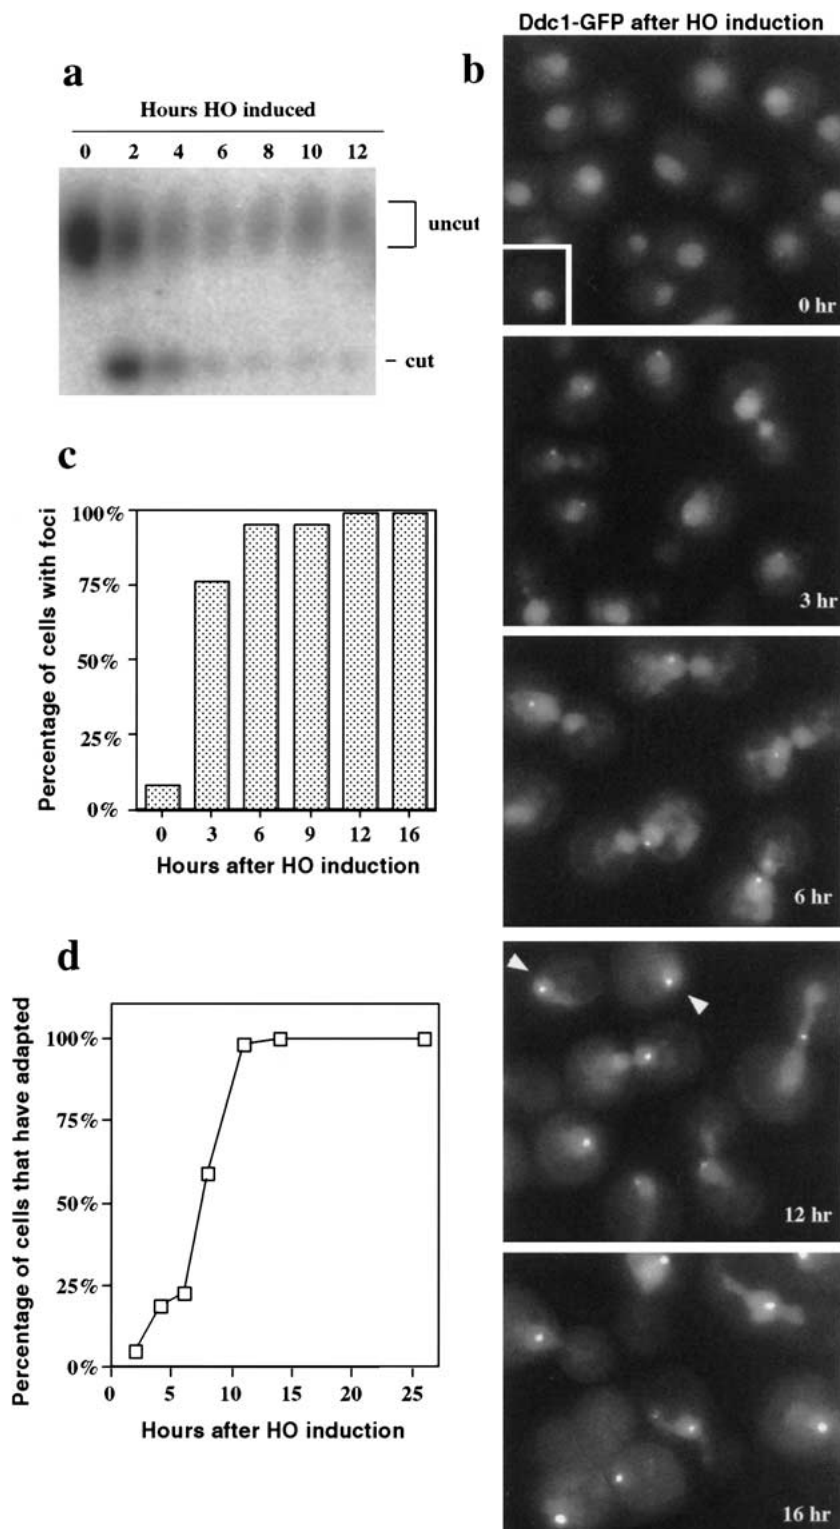 Ddc1-GFP after HO induction
a
Hours HO induced
0 2 4 6 8 10 12
uncut
cut
b
0 hr
3 hr
6 hr
12 hr
16 hr
c
Percentage of cells with foci
100%
75%
50%
25%
0%
0 3 6 9 12 16
Hours after HO induction
d
Percentage of cells that have adapted
100%
75%
50%
25%
0%
0 5 10 15 20 25
Hours after HO induction